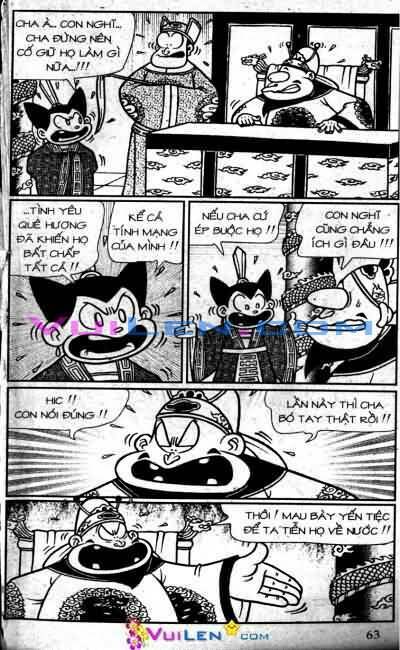 CHA À... CON NGHĨ...
CHA ĐỪNG NÊN
CỐ GIỮ HỌ LÀM GÌ
NỮA...!!!
...TÌNH YÊU
QUÊ HƯƠNG
ĐÃ KHIẾN HỌ
BẤT CHẤP
TẤT CẢ !!
KỂ CẢ
TÍNH MẠNG
CỦA MÌNH !!
NẾU CHA CỨ
ÉP BUỘC HỌ !!
CON NGHĨ
CŨNG CHẲNG
ÍCH GÌ ĐÂU !!!
VUILEN.COM
HIC !!
CON NÓI ĐÚNG !!
LẦN NÀY THÌ CHA
BÓ TAY THẬT RỒI !!
THÔI ! MAU BÀY YẾN TIỆC
ĐỂ TA TIỄN HỌ VỀ NƯỚC !!
63
VUILEN.COM